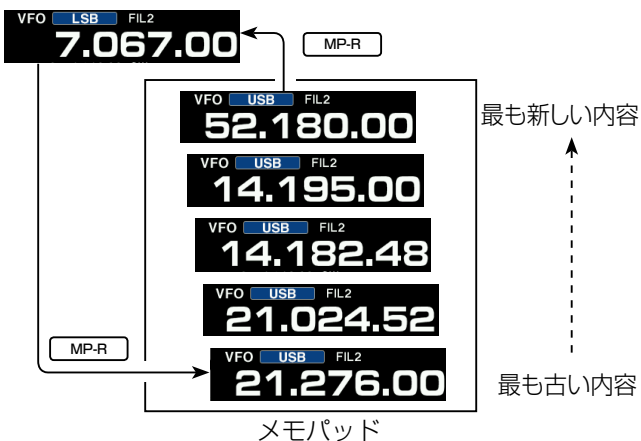 VFO LSB FIL2
7.067.00
MP-R
VFO USB FIL2
52.180.00
最も新しい内容
VFO USB FIL2
14.195.00
VFO USB FIL2
14.182.48
VFO USB FIL2
21.024.52
MP-R
VFO USB FIL2
21.276.00
最も古い内容
メモパッド